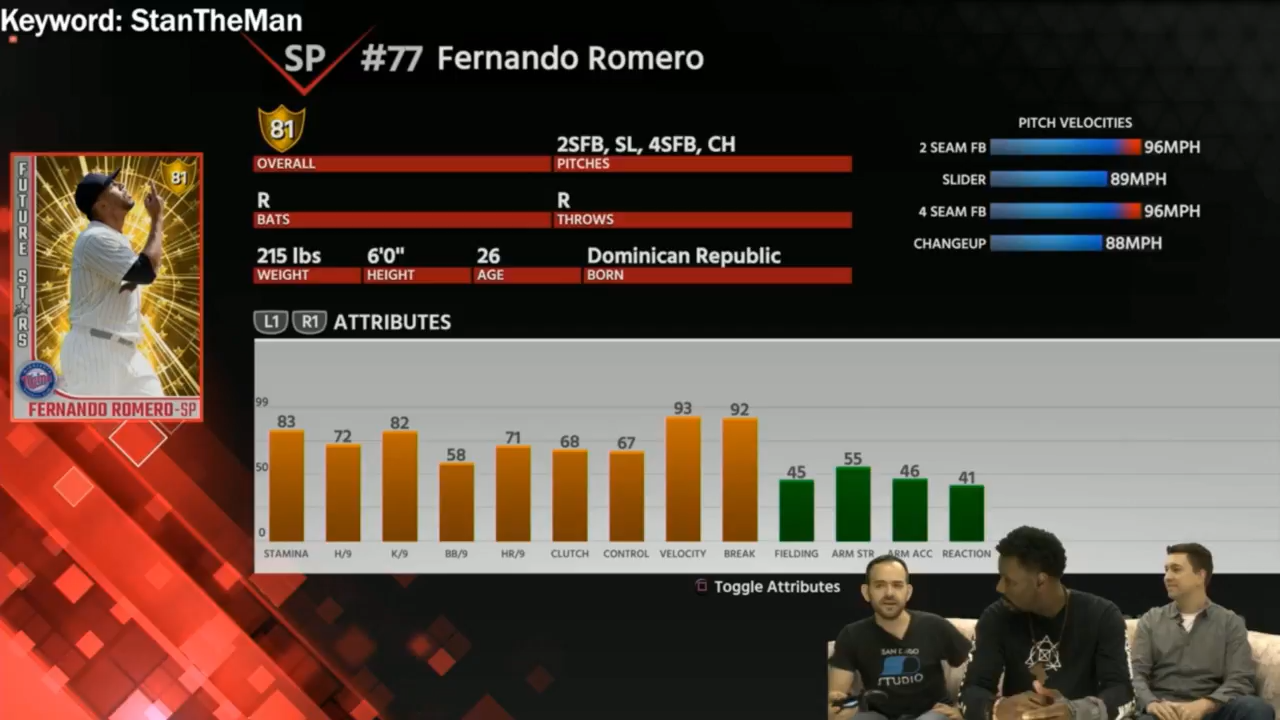 Keyword: StanTheMan
SP #77 Fernando Romero
81
OVERALL
2SFB, SL, 4SFB, CH
PITCHES
R
BATS
R
THROWS
215 lbs
WEIGHT
6'0"
HEIGHT
26
AGE
Dominican Republic
BORN
PITCH VELOCITIES
2 SEAM FB 96MPH
SLIDER 89MPH
4 SEAM FB 96MPH
CHANGEUP 88MPH
FUTURE STARS
81
Twins
FERNANDO ROMERO-SP
L1 R1 ATTRIBUTES
99
50
0
83 72 82 58 71 68 67 93 92 45 55 46 41
STAMINA H/9 K/9 BB/9 HR/9 CLUTCH CONTROL VELOCITY BREAK FIELDING ARM STR ARM ACC REACTION
Toggle Attributes
SAN DIEGO
STUDIO